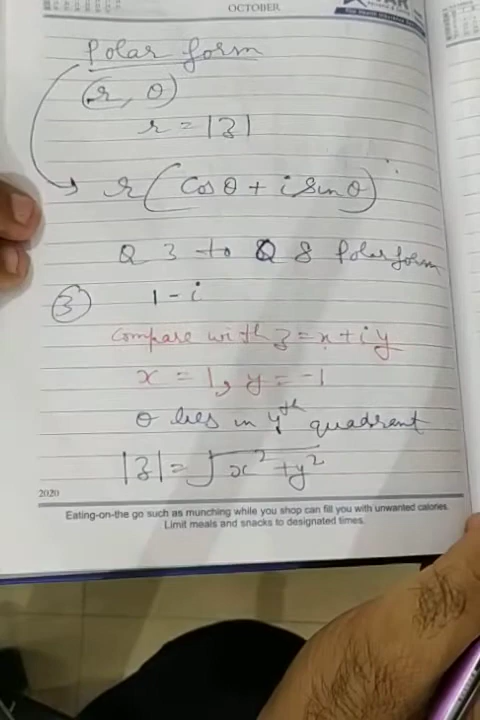 OCTOBER
Polar form
(r, θ)
r = |z|
r (cosθ + i sinθ)
Q 3 to Q 8 Polar form
③ 1 - i
Compare with z = x + iy
x = 1, y = -1
θ lies in 4th quadrant
|z| = √x² + y²
2020
Eating-on-the go such as munching while you shop can fill you with unwanted calories.
Limit meals and snacks to designated times.